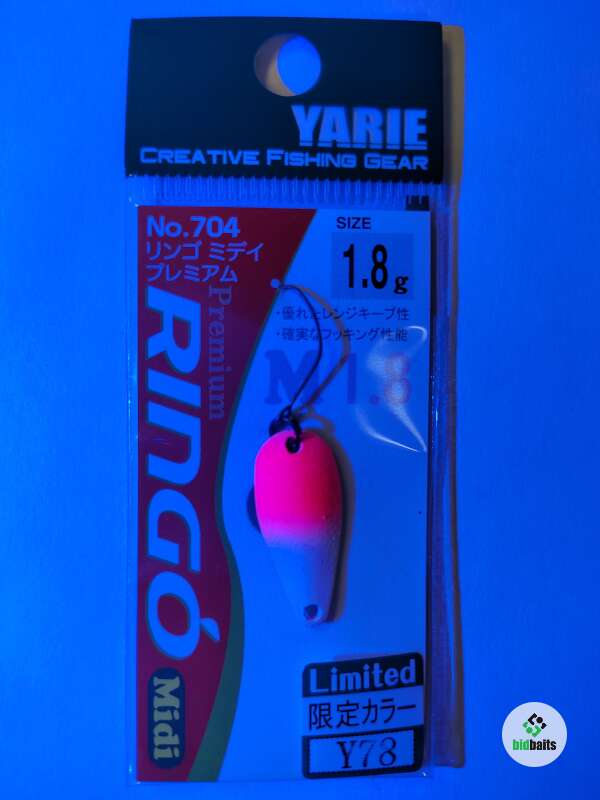 YARIE
CREATIVE FISHING GEAR
No.704
リンゴ ミデイ
プレミアム
SIZE
1.8g
・優れたレンジキープ性
・確実なフッキング性能
M1.8
Premium
RINGO
Midi
Limited
限定カラー
Y78
bidbaits